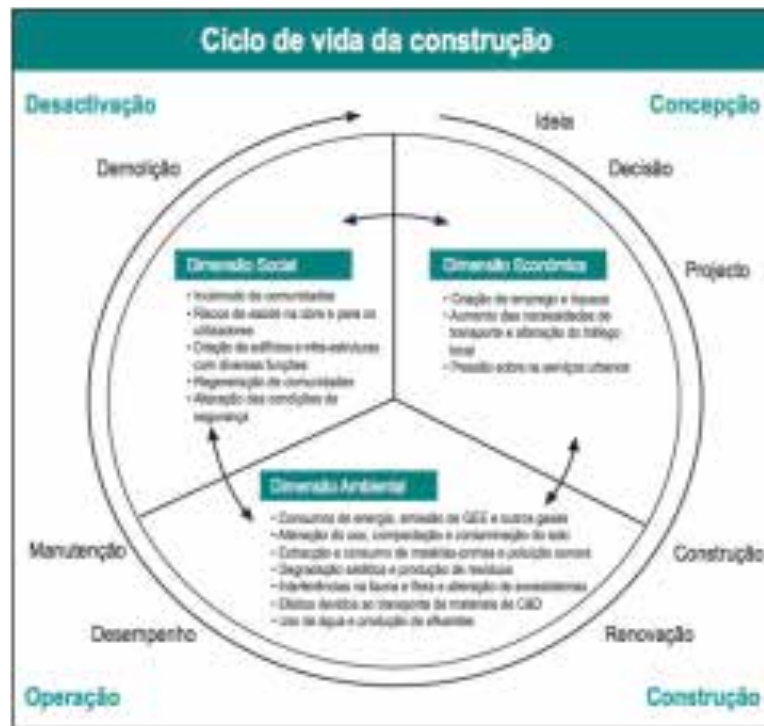 Ciclo de vida da construção
Desactivação
Concepção
Ideia
Demolição
Decisão
Projecto
Dimensão Social
• Incómodo de comunidades
• Riscos de saúde na obra e para os
utilizadores
• Criação de edifícios e infra-estruturas
com diversas funções
• Regeneração de comunidades
• Alteração das condições de
segurança
Dimensão Económica
• Criação de emprego e riqueza
• Aumento das necessidades de
transporte e alteração do tráfego
local
• Pressão sobre os serviços urbanos
Dimensão Ambiental
• Consumos de energia, emissão de GEE e outros gases
• Alteração do uso, compactação e contaminação do solo
• Extracção e consumo de matérias-primas e poluição sonora
• Degradação estética e produção de resíduos
• Interferências na fauna e flora e alteração de ecossistemas
• Efeitos devidos ao transporte de materiais de C&D
• Uso de água e produção de efluentes
Manutenção
Construção
Desempenho
Renovação
Operação
Construção